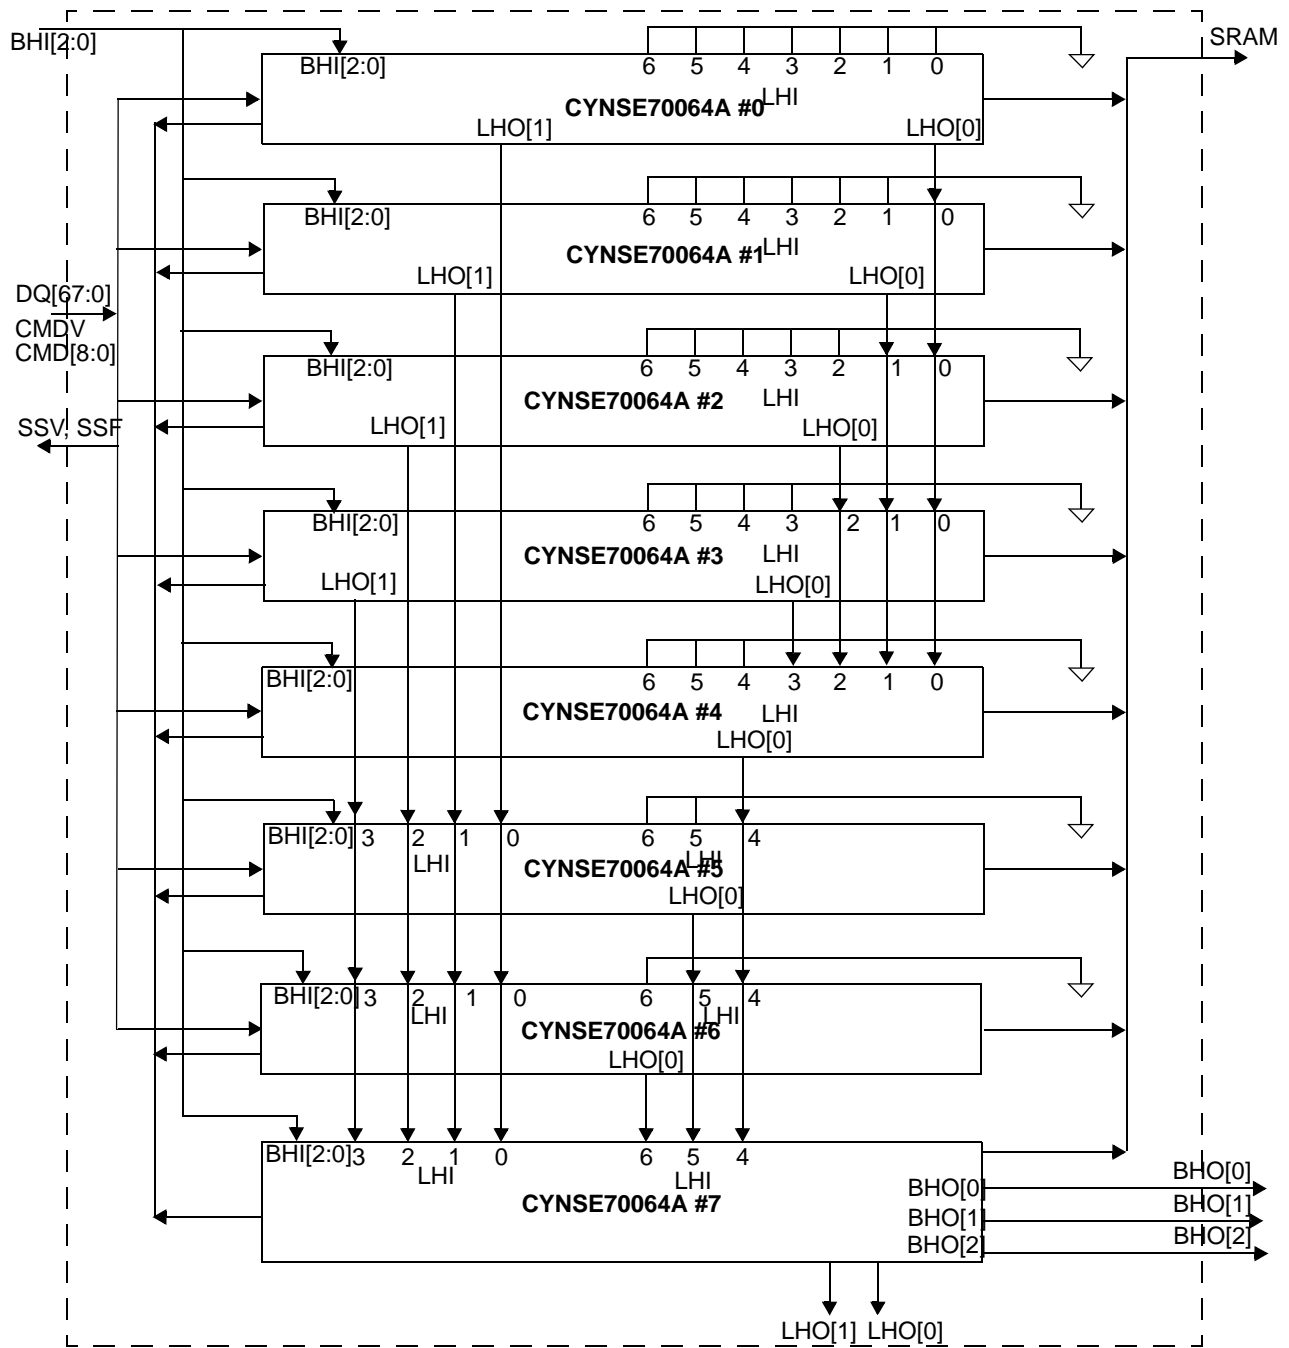 BHI[2:0]
SRAM
BHI[2:0] 6 5 4 3 2 1 0
LHI
CYNSE70064A #0
LHO[1] LHO[0]
BHI[2:0] 6 5 4 3 2 1 0
LHI
CYNSE70064A #1
LHO[1] LHO[0]
DQ[67:0]
CMDV
CMD[8:0]
BHI[2:0] 6 5 4 3 2 1 0
LHI
CYNSE70064A #2
LHO[1] LHO[0]
SSV, SSF
BHI[2:0] 6 5 4 3 2 1 0
LHI
CYNSE70064A #3
LHO[1] LHO[0]
BHI[2:0] 6 5 4 3 2 1 0
LHI
CYNSE70064A #4
LHO[0]
BHI[2:0] 3 2 1 0 6 5 4
LHI LHI
CYNSE70064A #5
LHO[0]
BHI[2:0] 3 2 1 0 6 5 4
LHI LHI
CYNSE70064A #6
LHO[0]
BHI[2:0] 3 2 1 0 6 5 4
LHI LHI
CYNSE70064A #7
BHO[0] BHO[0]
BHO[1] BHO[1]
BHO[2] BHO[2]
LHO[1] LHO[0]